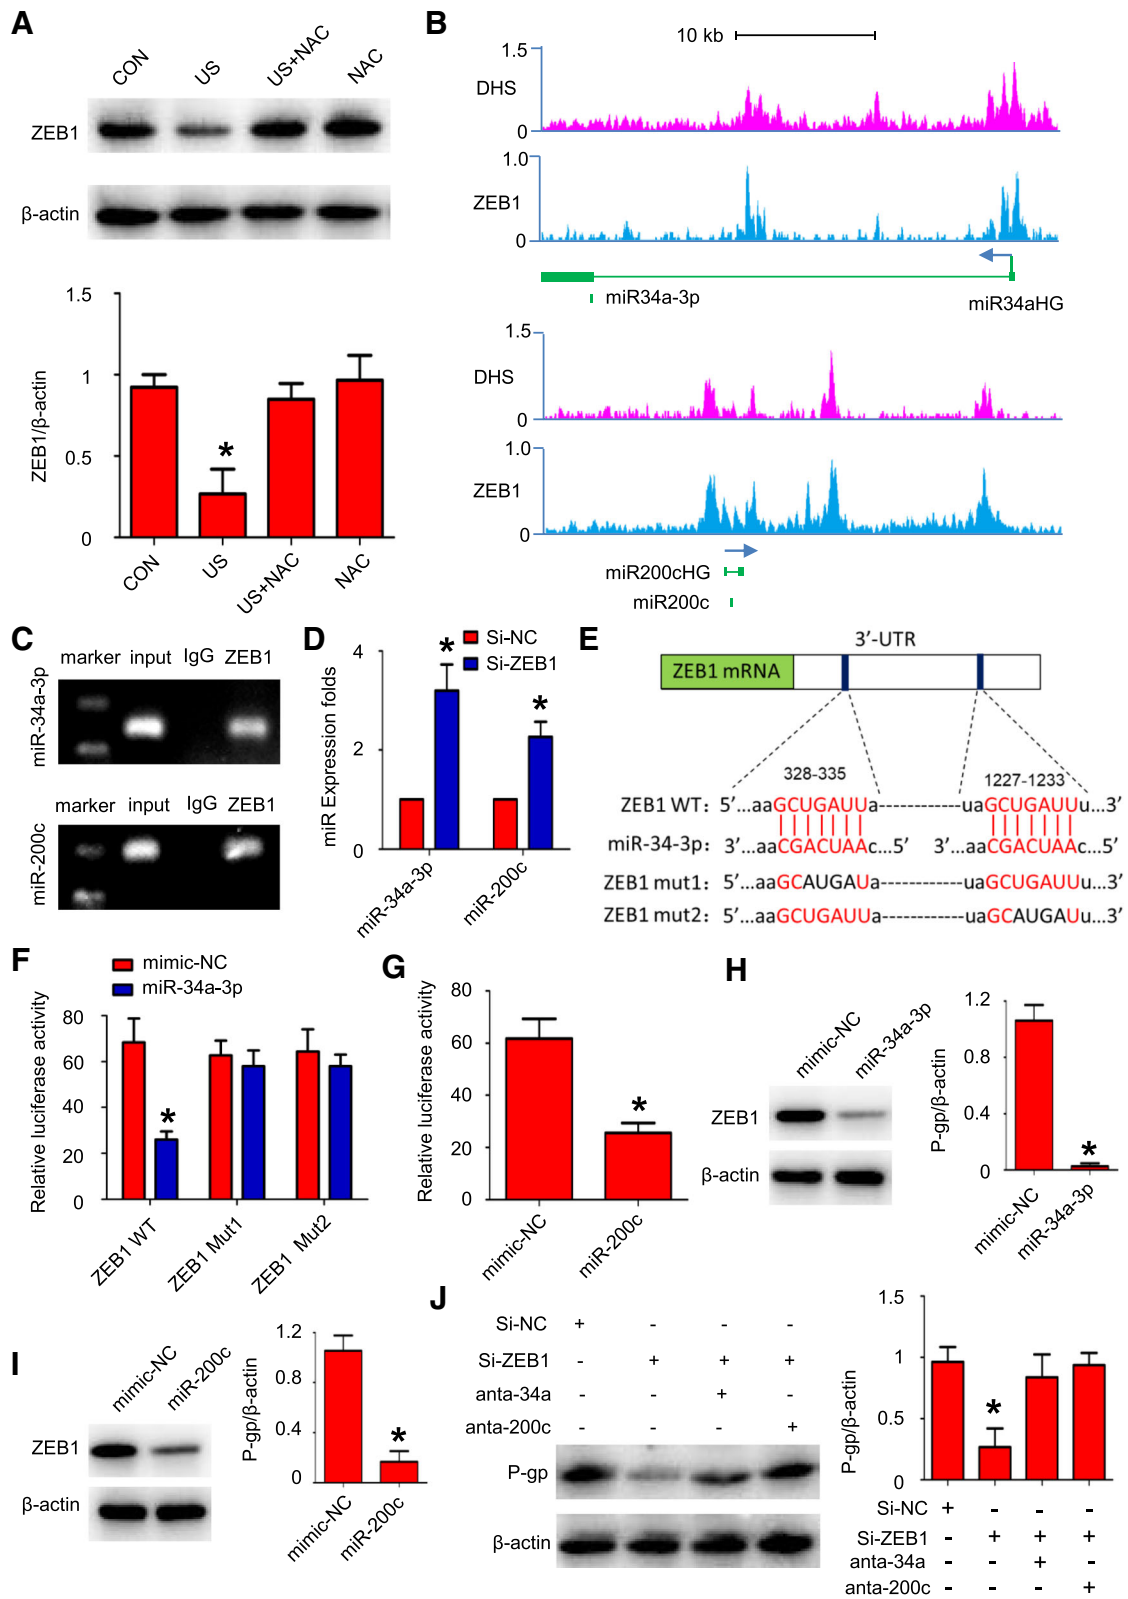 A
CON
US
US+NAC
NAC
ZEB1
β-actin
1.5
1
0.5
0
ZEB1/β-actin
*
CON
US
US+NAC
NAC
B
10 kb
1.5
DHS
0
1.0
ZEB1
0
miR34a-3p
miR34aHG
1.5
DHS
0
1.0
ZEB1
0
miR200cHG
miR200c
C
marker input IgG ZEB1
miR-34a-3p
marker input IgG ZEB1
miR-200c
D
Si-NC
Si-ZEB1
miR Expression folds
4
2
0
*
*
miR-34a-3p
miR-200c
E
3’-UTR
ZEB1 mRNA
328-335
1227-1233
ZEB1 WT: 5’...aaGCUGAUUa-----------uaGCUGAUUu...3’
miR-34-3p: 3’...aaCGACUAAc...5’ 3’...aaCGACUAAc...5’
ZEB1 mut1: 5’...aaGCAUGAUa-----------uaGCUGAUUu...3’
ZEB1 mut2: 5’...aaGCUGAUUa-----------uaGCAUGAUu...3’
F
mimic-NC
miR-34a-3p
Relative luciferase activity
80
60
40
20
0
*
ZEB1 WT
ZEB1 Mut1
ZEB1 Mut2
G
Relative luciferase activity
80
60
40
20
0
*
mimic-NC
miR-200c
H
mimic-NC
miR-34a-3p
ZEB1
β-actin
P-gp/β-actin
1.2
0.8
0.4
0
*
mimic-NC
miR-34a-3p
I
mimic-NC
miR-200c
ZEB1
β-actin
P-gp/β-actin
1.2
0.8
0.4
0
*
mimic-NC
miR-200c
J
Si-NC + - - -
Si-ZEB1 - + + +
anta-34a - - + -
anta-200c - - - +
P-gp
β-actin
P-gp/β-actin
1.5
1
0.5
0
*
Si-NC + - - -
Si-ZEB1 - + + +
anta-34a - - + -
anta-200c - - - +